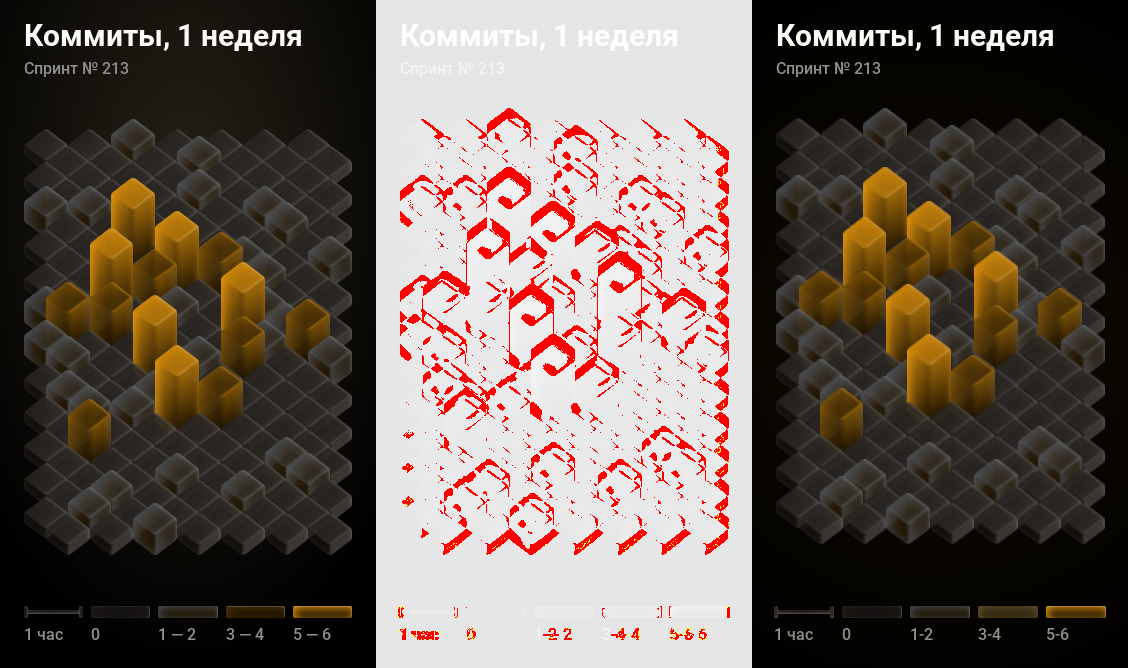 Коммиты, 1 неделя
Спринт № 213
1 час 0 1 — 2 3 — 4 5 — 6
Коммиты, 1 неделя
Спринт № 213
Коммиты, 1 неделя
Спринт № 213
1 час 0 1-2 3-4 5-6